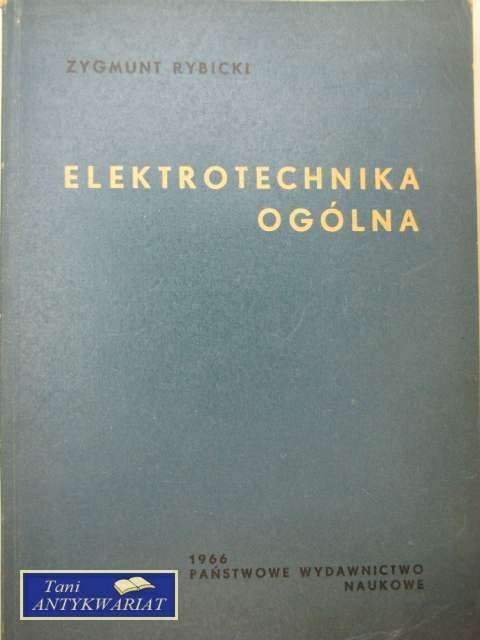 ZYGMUNT RYBICKI
ELEKTROTECHNIKA
OGÓLNA
1966
PAŃSTWOWE WYDAWNICTWO
NAUKOWE
Tani
ANTYKWARIAT